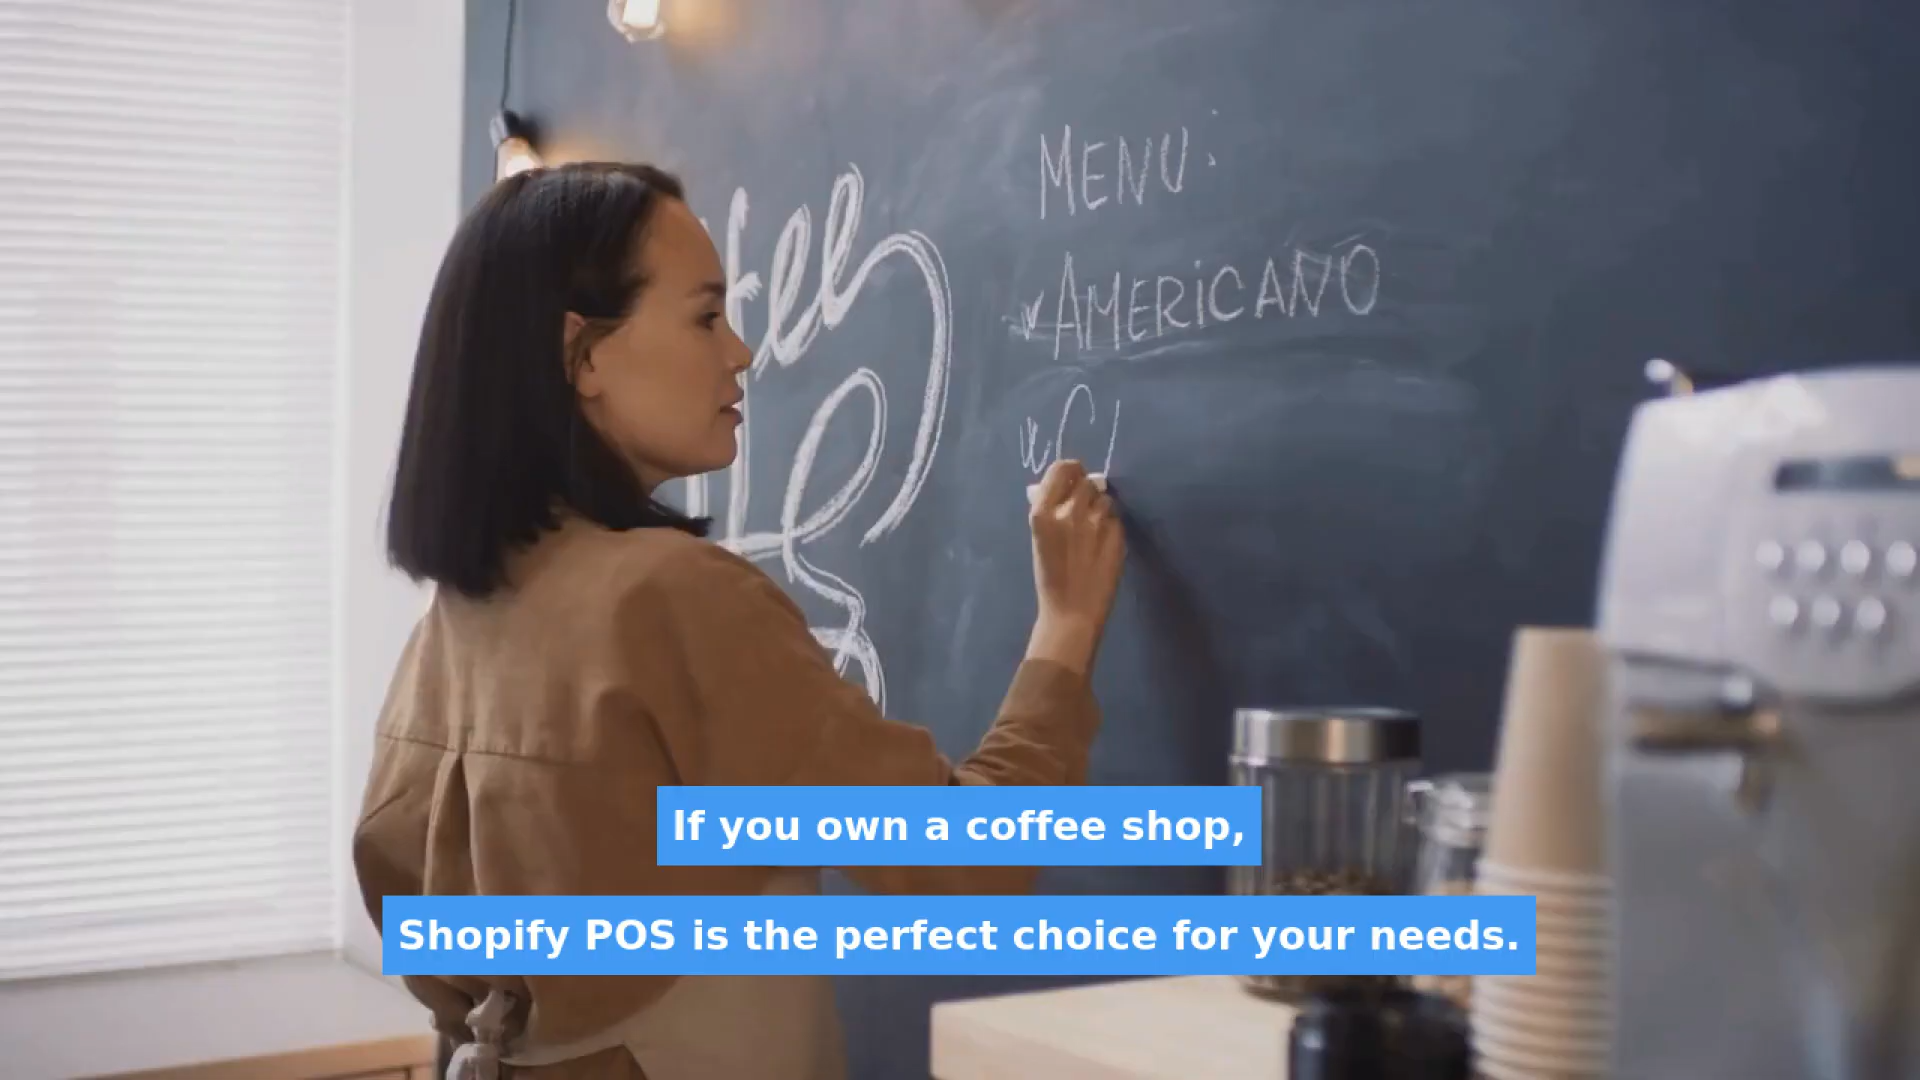 MENU:
AMERICANO
If you own a coffee shop,
Shopify POS is the perfect choice for your needs.